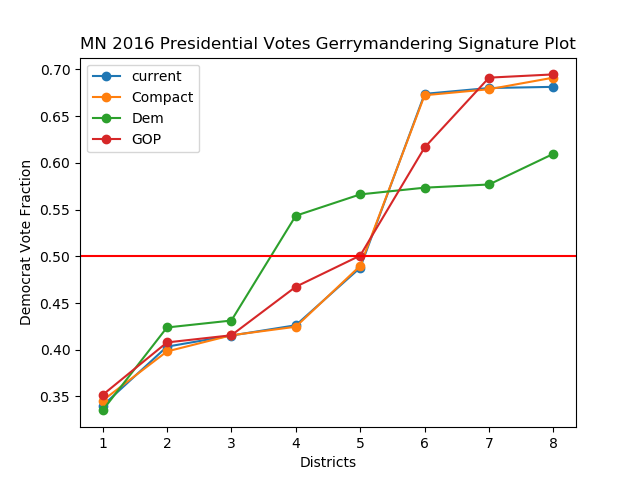 MN 2016 Presidential Votes Gerrymandering Signature Plot
current
Compact
Dem
GOP
Democrat Vote Fraction
0.70
0.65
0.60
0.55
0.50
0.45
0.40
0.35
1 2 3 4 5 6 7 8
Districts